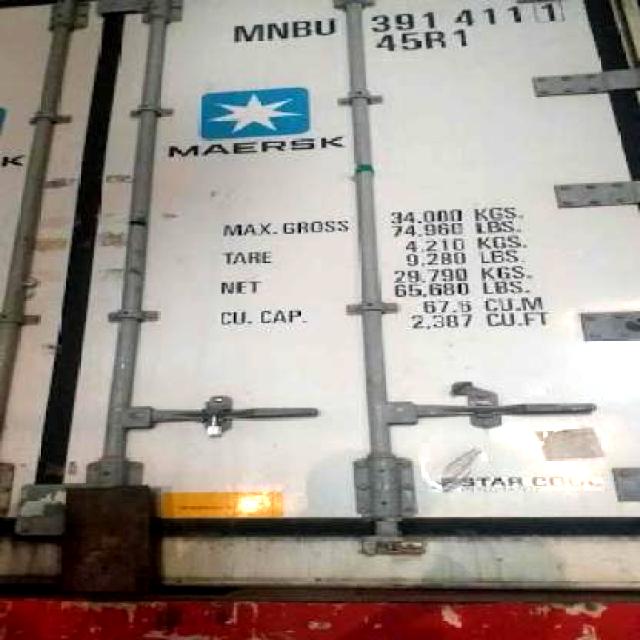 MNBU 391 411 1
45R1
MAERSK
K
MAX. GROSS 34.000 KGS.
74.960 LBS.
TARE 4.210 KGS.
9.280 LBS.
NET 29.790 KGS.
65.680 LBS.
CU. CAP. 67.6 CU.M
2.387 CU.FT
STAR COOL